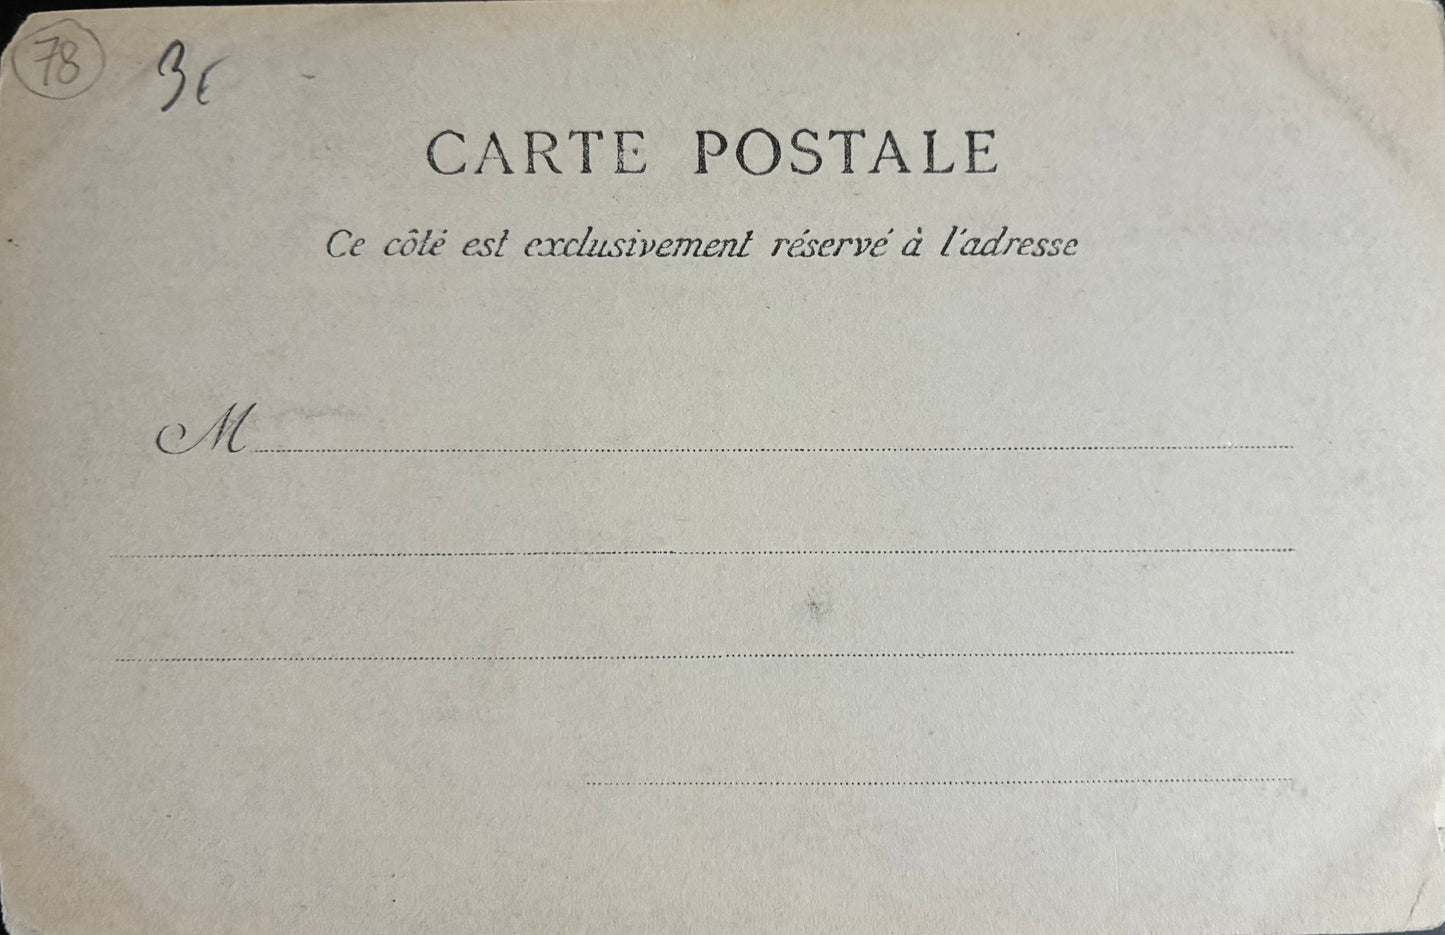 78
3€
CARTE POSTALE
Ce côté est exclusivement réservé à l'adresse
M